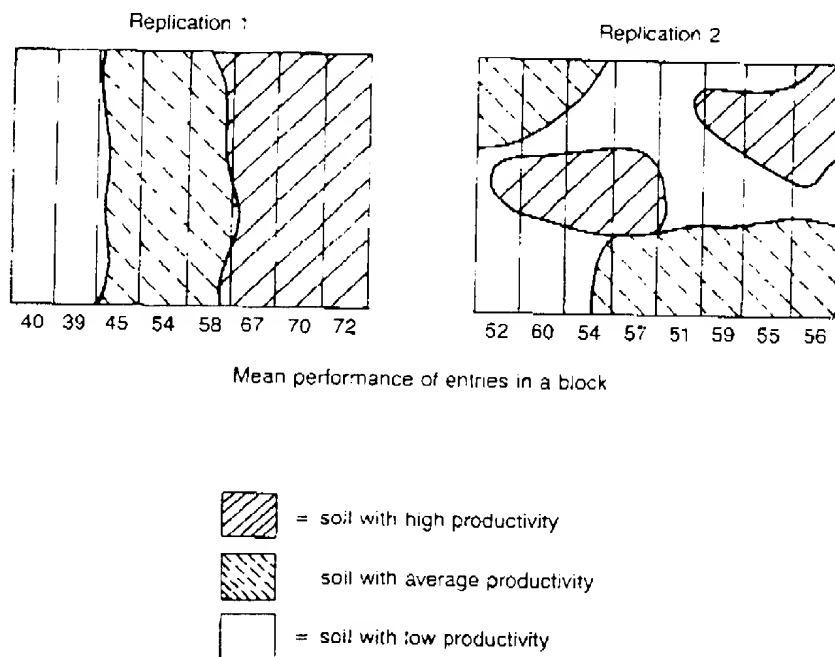 Replication 1
Replication 2
40 39 45 54 58 67 70 72
52 60 54 57 51 59 55 56
Mean performance of entries in a block
= soil with high productivity
soil with average productivity
= soil with low productivity